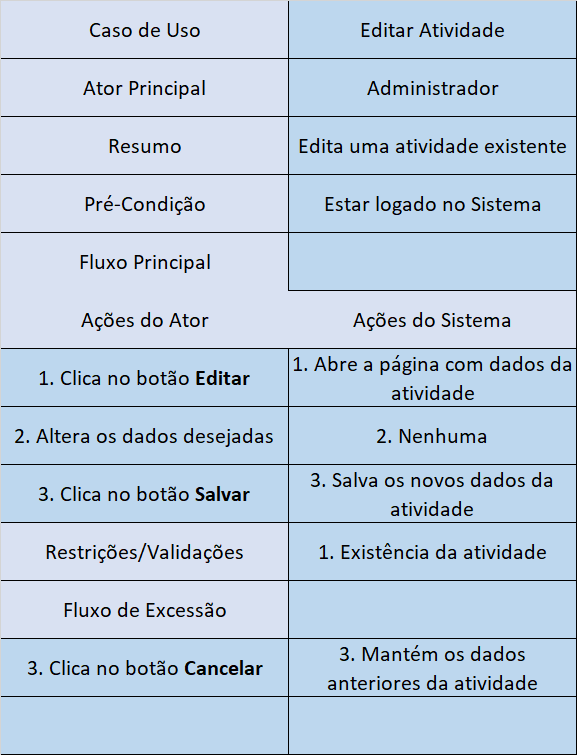 Caso de Uso Editar Atividade
Ator Principal Administrador
Resumo Edita uma atividade existente
Pré-Condição Estar logado no Sistema
Fluxo Principal
Ações do Ator Ações do Sistema
1. Clica no botão Editar
1. Abre a página com dados da
atividade
2. Altera os dados desejadas 2. Nenhuma
3. Clica no botão Salvar
3. Salva os novos dados da
atividade
Restrições/Validações 1. Existência da atividade
Fluxo de Excessão
3. Clica no botão Cancelar
3. Mantém os dados
anteriores da atividade